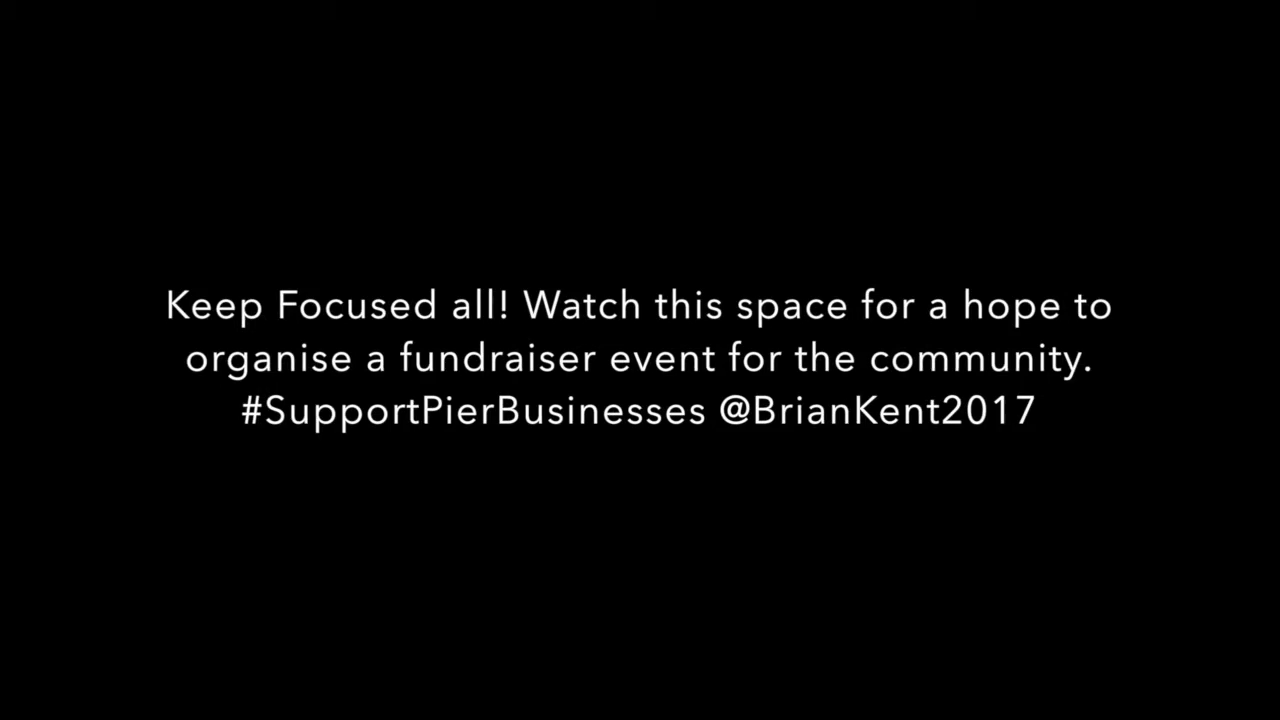 Keep Focused all! Watch this space for a hope to
organise a fundraiser event for the community.
#SupportPierBusinesses @BrianKent2017